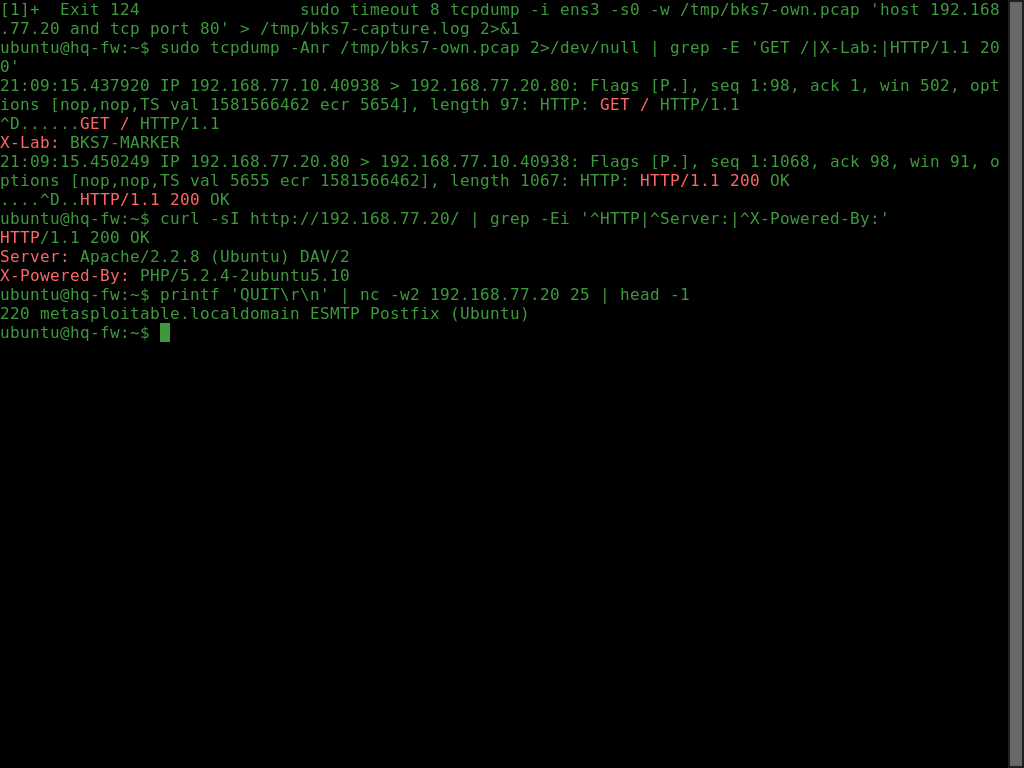 [1]+  Exit 124                sudo timeout 8 tcpdump -i ens3 -s0 -w /tmp/bks7-own.pcap 'host 192.168
.77.20 and tcp port 80' > /tmp/bks7-capture.log 2>&1
ubuntu@hq-fw:~$ sudo tcpdump -Anr /tmp/bks7-own.pcap 2>/dev/null | grep -E 'GET /|X-Lab:|HTTP/1.1 20
0'
21:09:15.437920 IP 192.168.77.10.40938 > 192.168.77.20.80: Flags [P.], seq 1:98, ack 1, win 502, opt
ions [nop,nop,TS val 1581566462 ecr 5654], length 97: HTTP: GET / HTTP/1.1
^D......GET / HTTP/1.1
X-Lab: BKS7-MARKER
21:09:15.450249 IP 192.168.77.20.80 > 192.168.77.10.40938: Flags [P.], seq 1:1068, ack 98, win 91, o
ptions [nop,nop,TS val 5655 ecr 1581566462], length 1067: HTTP: HTTP/1.1 200 OK
....^D..HTTP/1.1 200 OK
ubuntu@hq-fw:~$ curl -sI http://192.168.77.20/ | grep -Ei '^HTTP|^Server:|^X-Powered-By:'
HTTP/1.1 200 OK
Server: Apache/2.2.8 (Ubuntu) DAV/2
X-Powered-By: PHP/5.2.4-2ubuntu5.10
ubuntu@hq-fw:~$ printf 'QUIT\r\n' | nc -w2 192.168.77.20 25 | head -1
220 metasploitable.localdomain ESMTP Postfix (Ubuntu)
ubuntu@hq-fw:~$